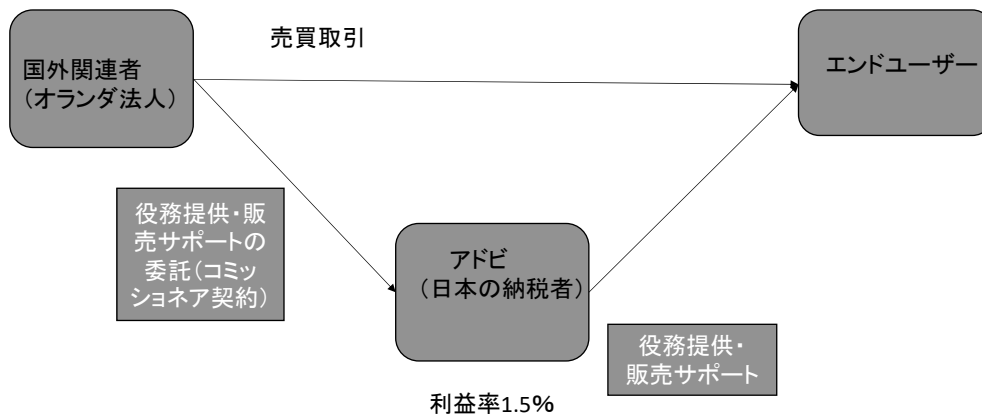 売買取引
国外関連者
（オランダ法人）
エンドユーザー
役務提供・販
売サポートの
委託（コミッ
ショネア契約）
アドビ
（日本の納税者）
役務提供・
販売サポート
利益率1.5%